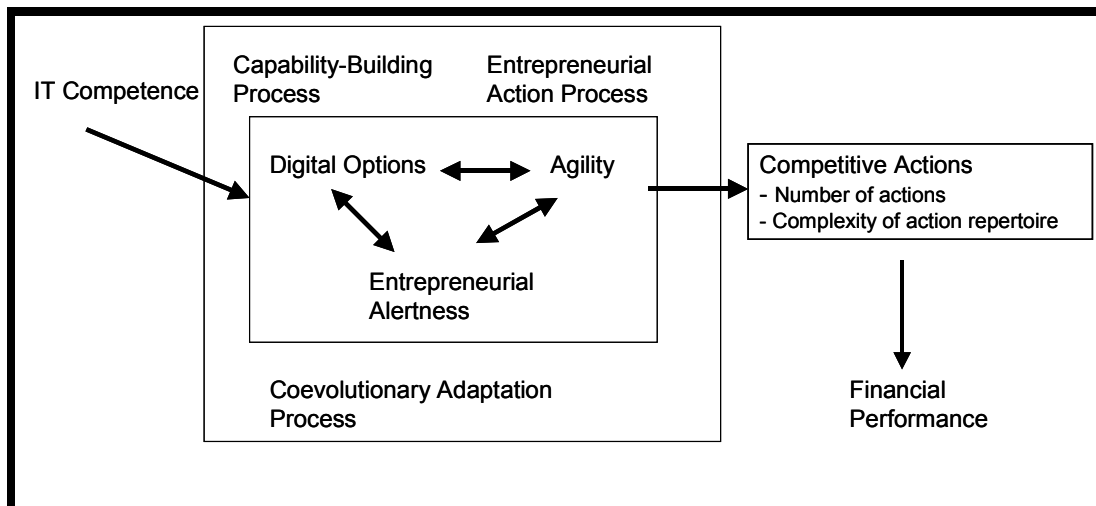 IT Competence
Capability-Building
Process
Entrepreneurial
Action Process
Digital Options
Agility
Entrepreneurial
Alertness
Coevolutionary Adaptation
Process
Competitive Actions
- Number of actions
- Complexity of action repertoire
Financial
Performance